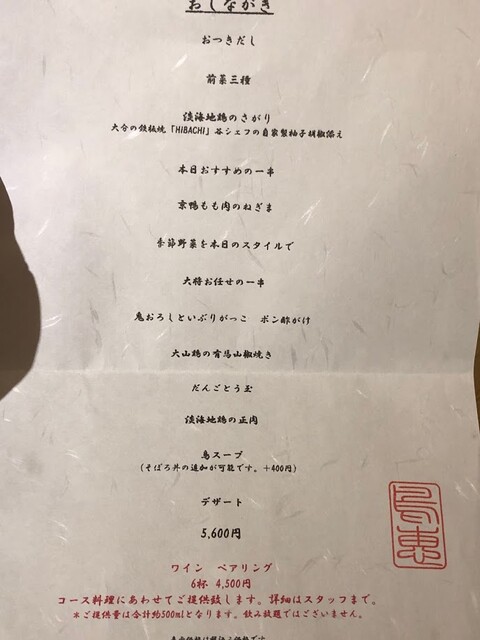 おしながき
おつきだし
前菜三種
淡海地鶏のさがり
大分の鉄板焼「HIBACHI」谷シェフの自家製柚子胡椒添え
本日おすすめの一串
京鴨もも肉のねぎま
季節野菜を本日のスタイルで
大将お任せの一串
鬼おろしといぶりがっこ ポン酢がけ
大山鶏の有馬山椒焼き
だんごとう玉
淡海地鶏の正肉
鳥スープ
(そぼろ丼の追加が可能です。+400円)
デザート
5,600円
ワイン ペアリング
6杯 4,500円
コース料理にあわせてご提供致します。詳細はスタッフまで。
*ご提供量は合計約500mlとなります。飲み放題ではございません。